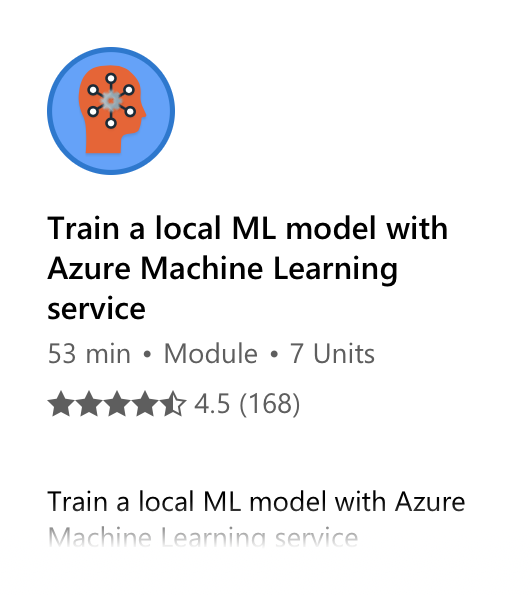 Train a local ML model with
Azure Machine Learning
service
53 min • Module • 7 Units
4.5 (168)
Train a local ML model with Azure
Machine Learning service